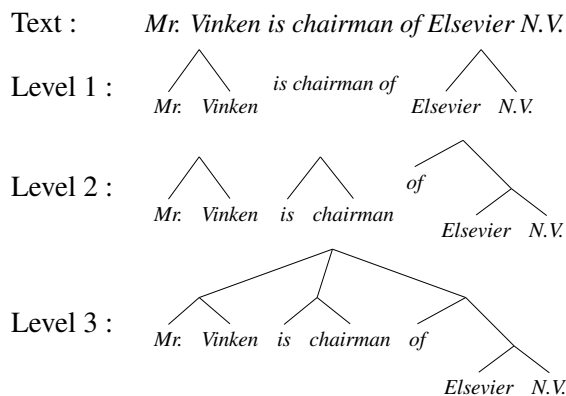 Text : Mr. Vinken is chairman of Elsevier N.V.
Level 1 : Mr. Vinken is chairman of Elsevier N.V.
Level 2 : Mr. Vinken is chairman of Elsevier N.V.
Level 3 : Mr. Vinken is chairman of Elsevier N.V.